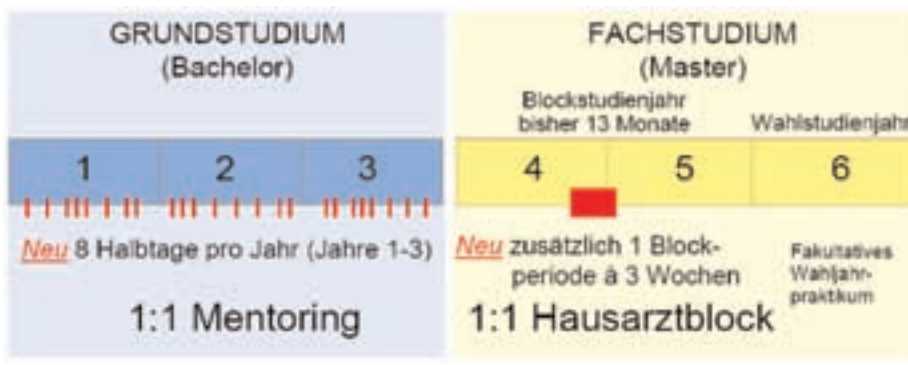 GRUNDSTUDIUM
(Bachelor)
1 2 3
Neu 8 Halbtage pro Jahr (Jahre 1-3)
1:1 Mentoring
FACHSTUDIUM
(Master)
Blockstudienjahr
bisher 13 Monate
Wahlstudienjahr
4 5 6
Neu zusätzlich 1 Block-
periode à 3 Wochen
Fakultatives
Wahljahr-
praktikum
1:1 Hausarztblock